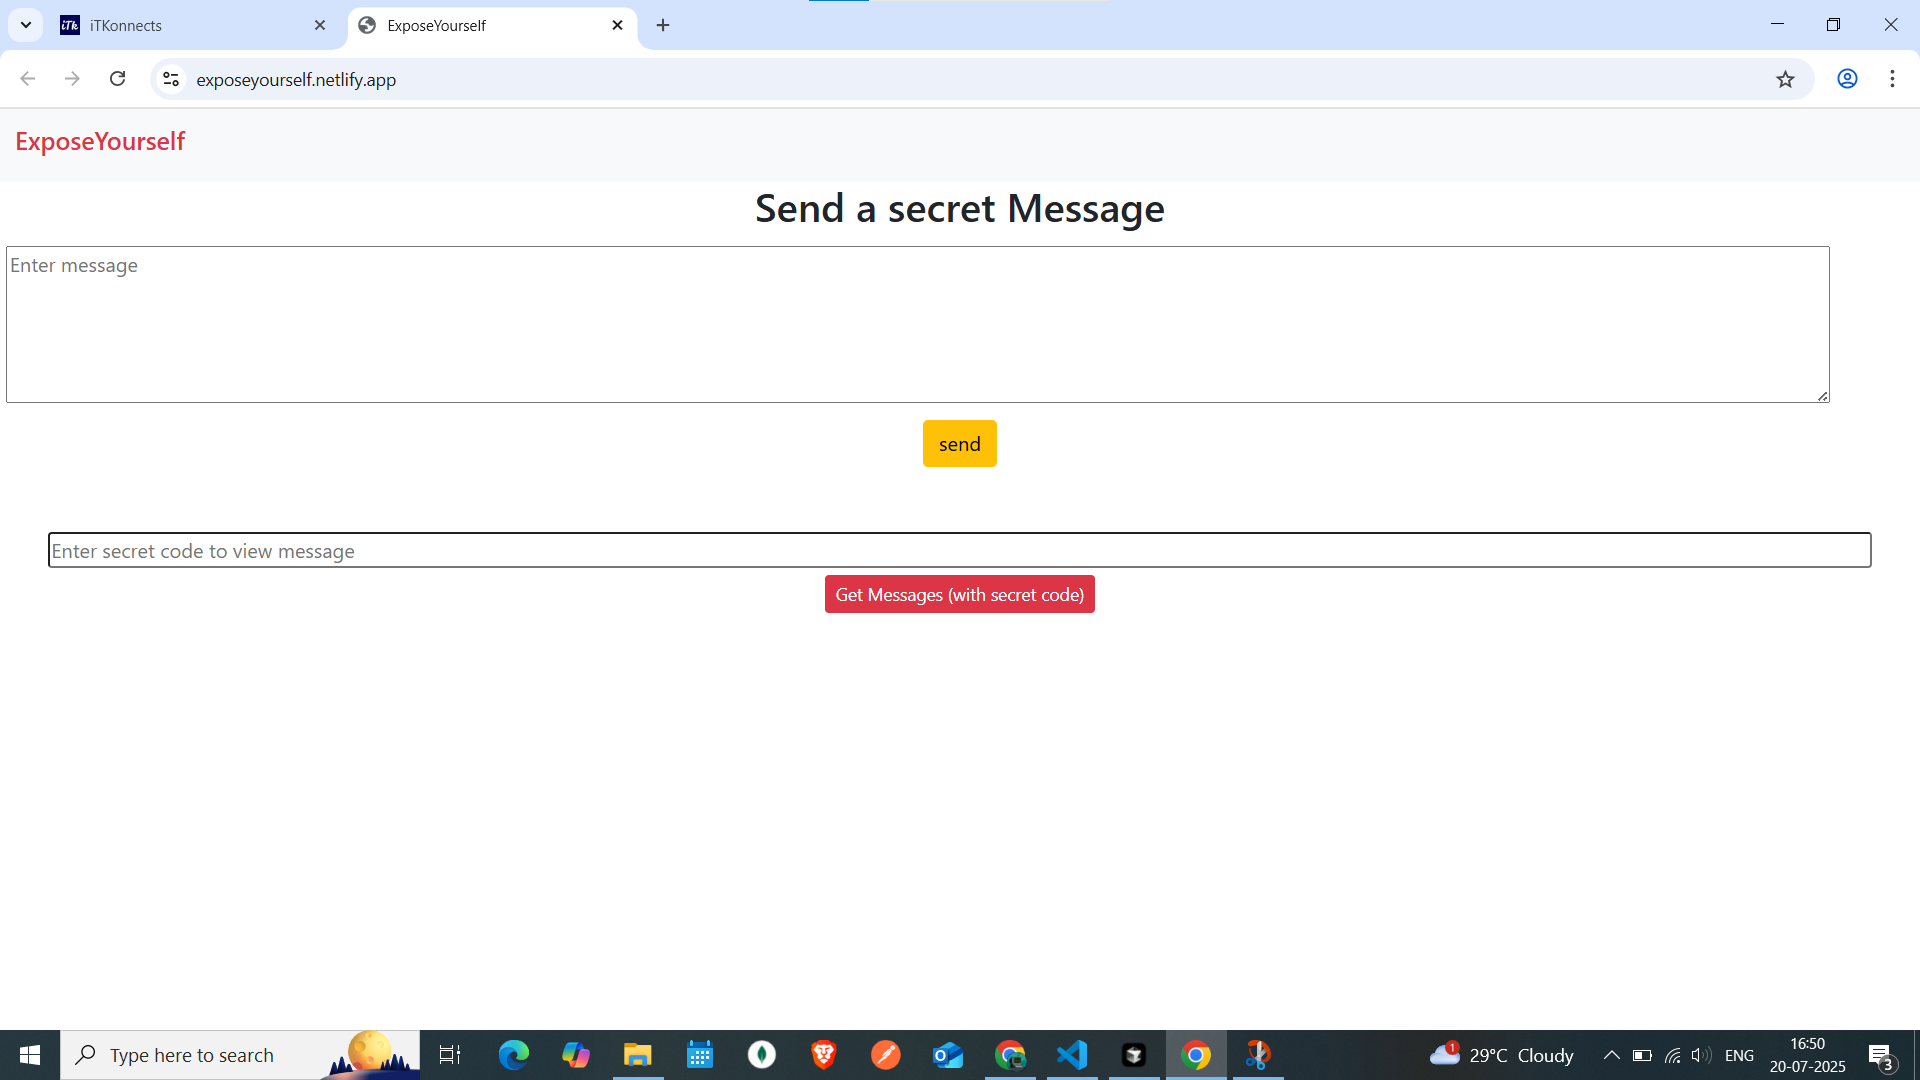 iTk iTKonnects ExposeYourself
exposeyourself.netlify.app
ExposeYourself
Send a secret Message
Enter message
send
Enter secret code to view message
Get Messages (with secret code)
Type here to search
1 29°C Cloudy ENG 16:50 3
20-07-2025